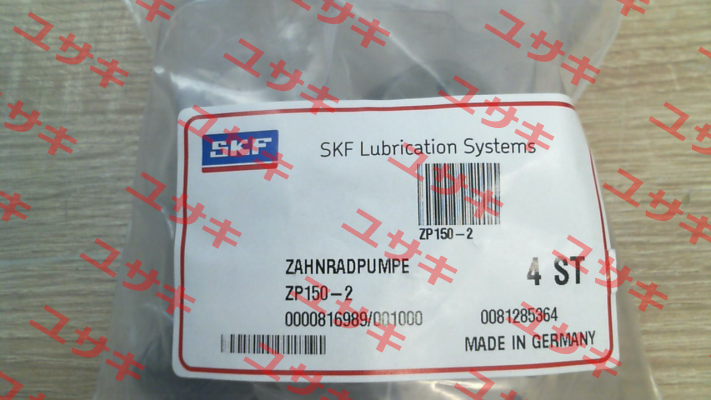 SKF
SKF Lubrication Systems
ZP150-2
ZAHNRADPUMPE
4 ST
ZP150-2
0000816989/001000
0081285364
MADE IN GERMANY
ユサキ